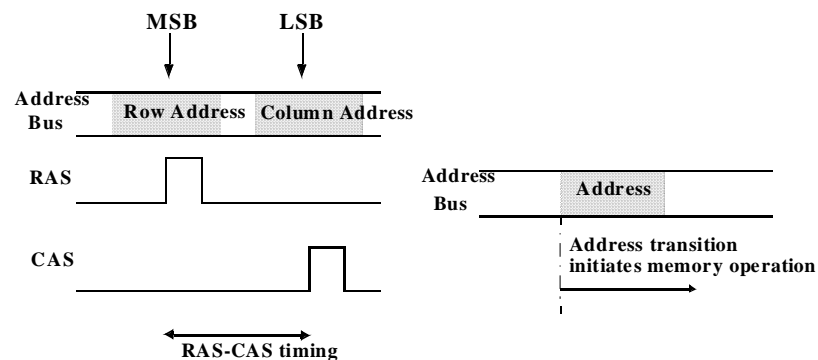 MSB
LSB
Address
Bus
Row Address
Column Address
RAS
CAS
RAS-CAS timing
Address
Bus
Address
Address transition
initiates memory operation